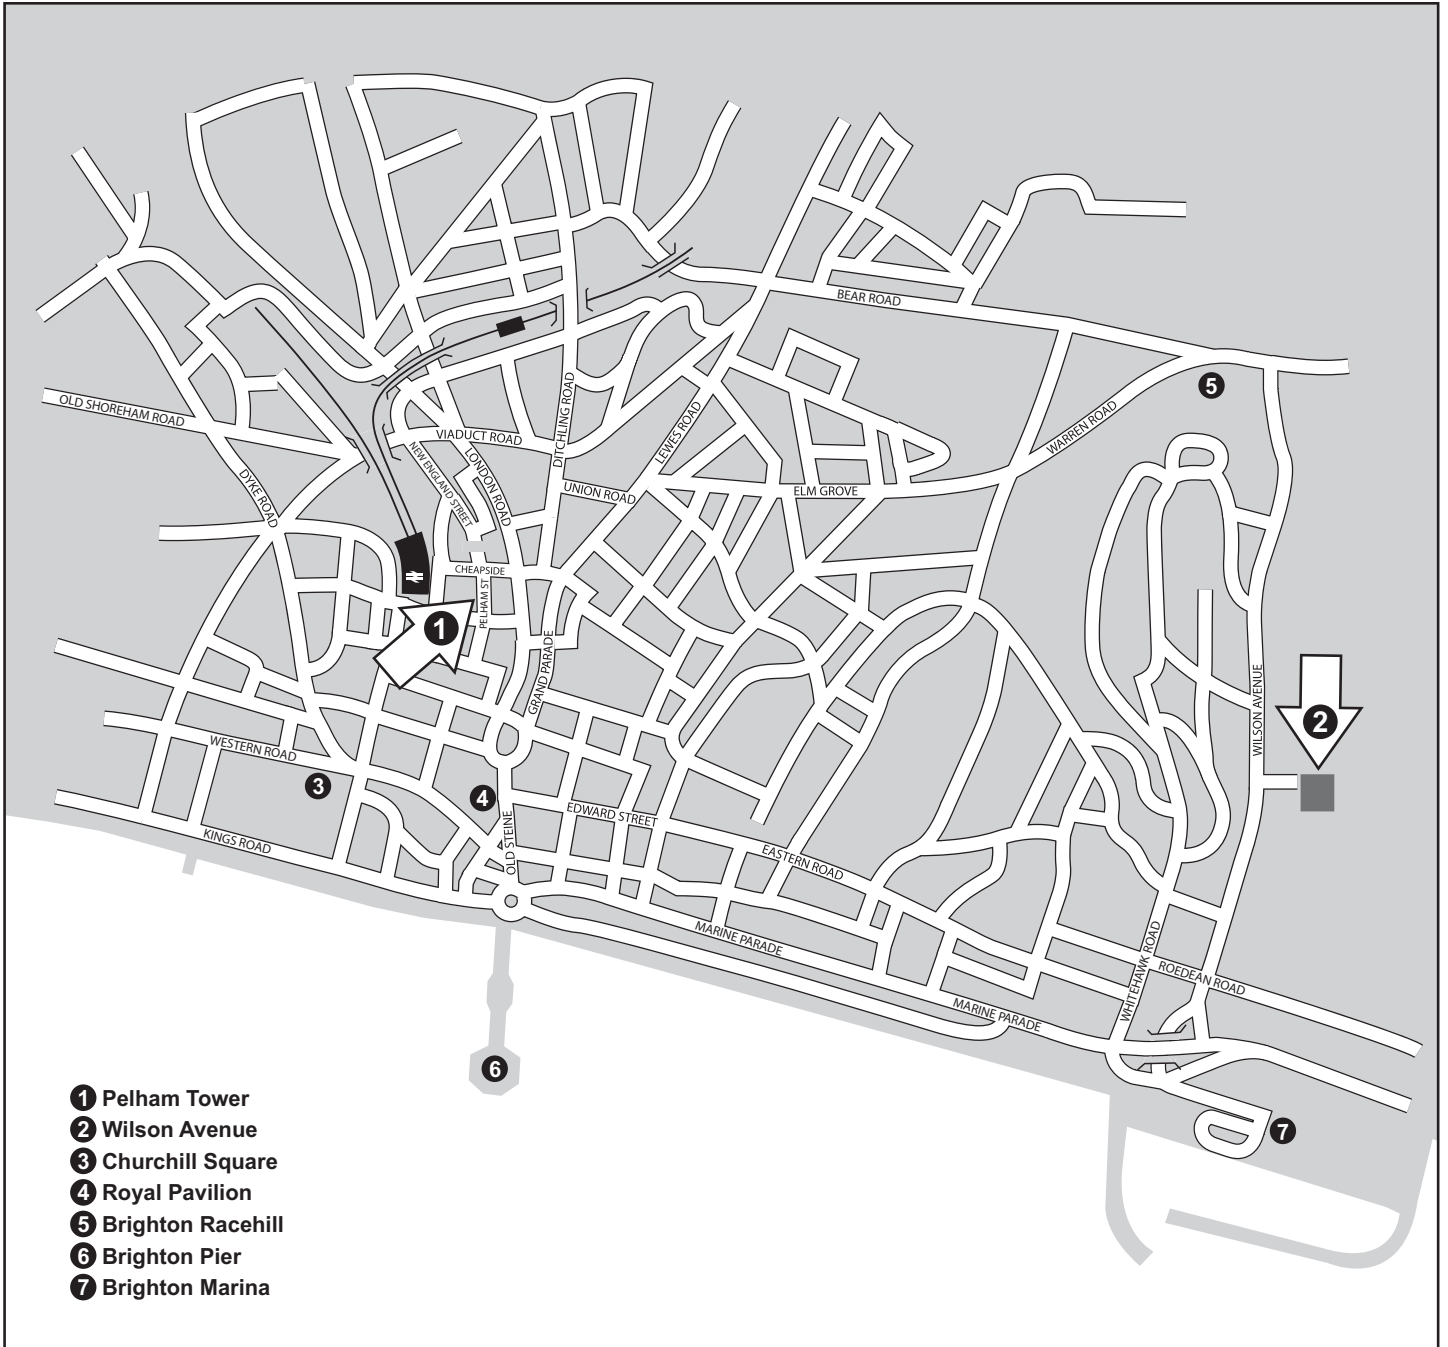 BEAR ROAD
5
OLD SHOREHAM ROAD
WARREN ROAD
DITCHLING ROAD
LEWES ROAD
VIADUCT ROAD
NEW ENGLAND STREET
LONDON ROAD
DYKE ROAD
UNION ROAD
ELM GROVE
CHEAPSIDE
PELHAM ST
1
GRAND PARADE
WILSON AVENUE
2
WESTERN ROAD
3
4
EDWARD STREET
OLD STEINE
KINGS ROAD
EASTERN ROAD
MARINE PARADE
WHITEHAWK ROAD
ROEDEAN ROAD
MARINE PARADE
6
7
1 Pelham Tower
2 Wilson Avenue
3 Churchill Square
4 Royal Pavilion
5 Brighton Racehill
6 Brighton Pier
7 Brighton Marina